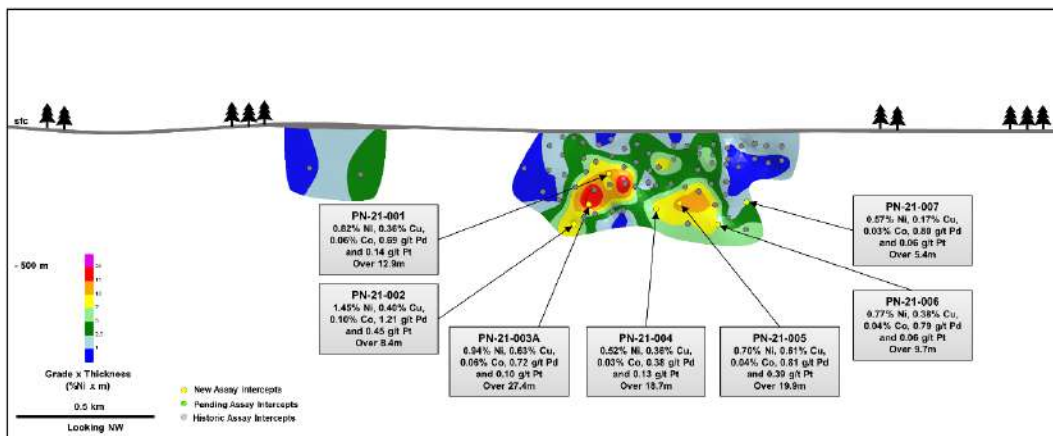 sfc
PN-21-001
0.82% Ni, 0.36% Cu,
0.06% Co, 0.69 g/t Pd
and 0.14 g/t Pt
Over 12.9m
PN-21-007
0.57% Ni, 0.17% Cu,
0.03% Co, 0.80 g/t Pd
and 0.06 g/t Pt
Over 5.4m
- 500 m
PN-21-002
1.45% Ni, 0.40% Cu,
0.10% Co, 1.21 g/t Pd
and 0.45 g/t Pt
Over 8.4m
PN-21-006
0.77% Ni, 0.38% Cu,
0.04% Co, 0.79 g/t Pd
and 0.06 g/t Pt
Over 9.7m
PN-21-003A
0.94% Ni, 0.63% Cu,
0.06% Co, 0.72 g/t Pd
and 0.10 g/t Pt
Over 27.4m
PN-21-004
0.52% Ni, 0.36% Cu,
0.03% Co, 0.38 g/t Pd
and 0.13 g/t Pt
Over 18.7m
PN-21-005
0.70% Ni, 0.61% Cu,
0.04% Co, 0.81 g/t Pd
and 0.39 g/t Pt
Over 19.9m
Grade x Thickness
(%Ni x m)
0.5 km
Looking NW
New Assay Intercepts
Pending Assay Intercepts
Historic Assay Intercepts